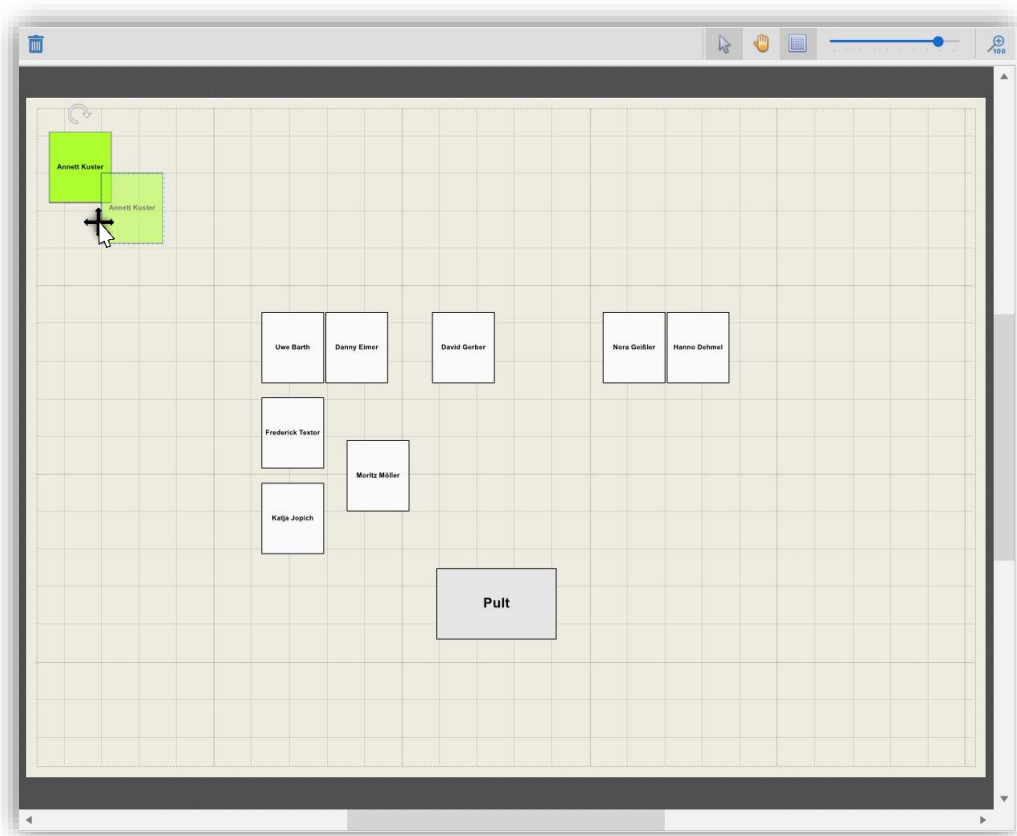 100
Annett Kuster
Annett Kuster
Uwe Barth
Danny Eimer
David Gerber
Nora Geißler
Hanno Dehmel
Frederick Textor
Moritz Möller
Katja Jopich
Pult